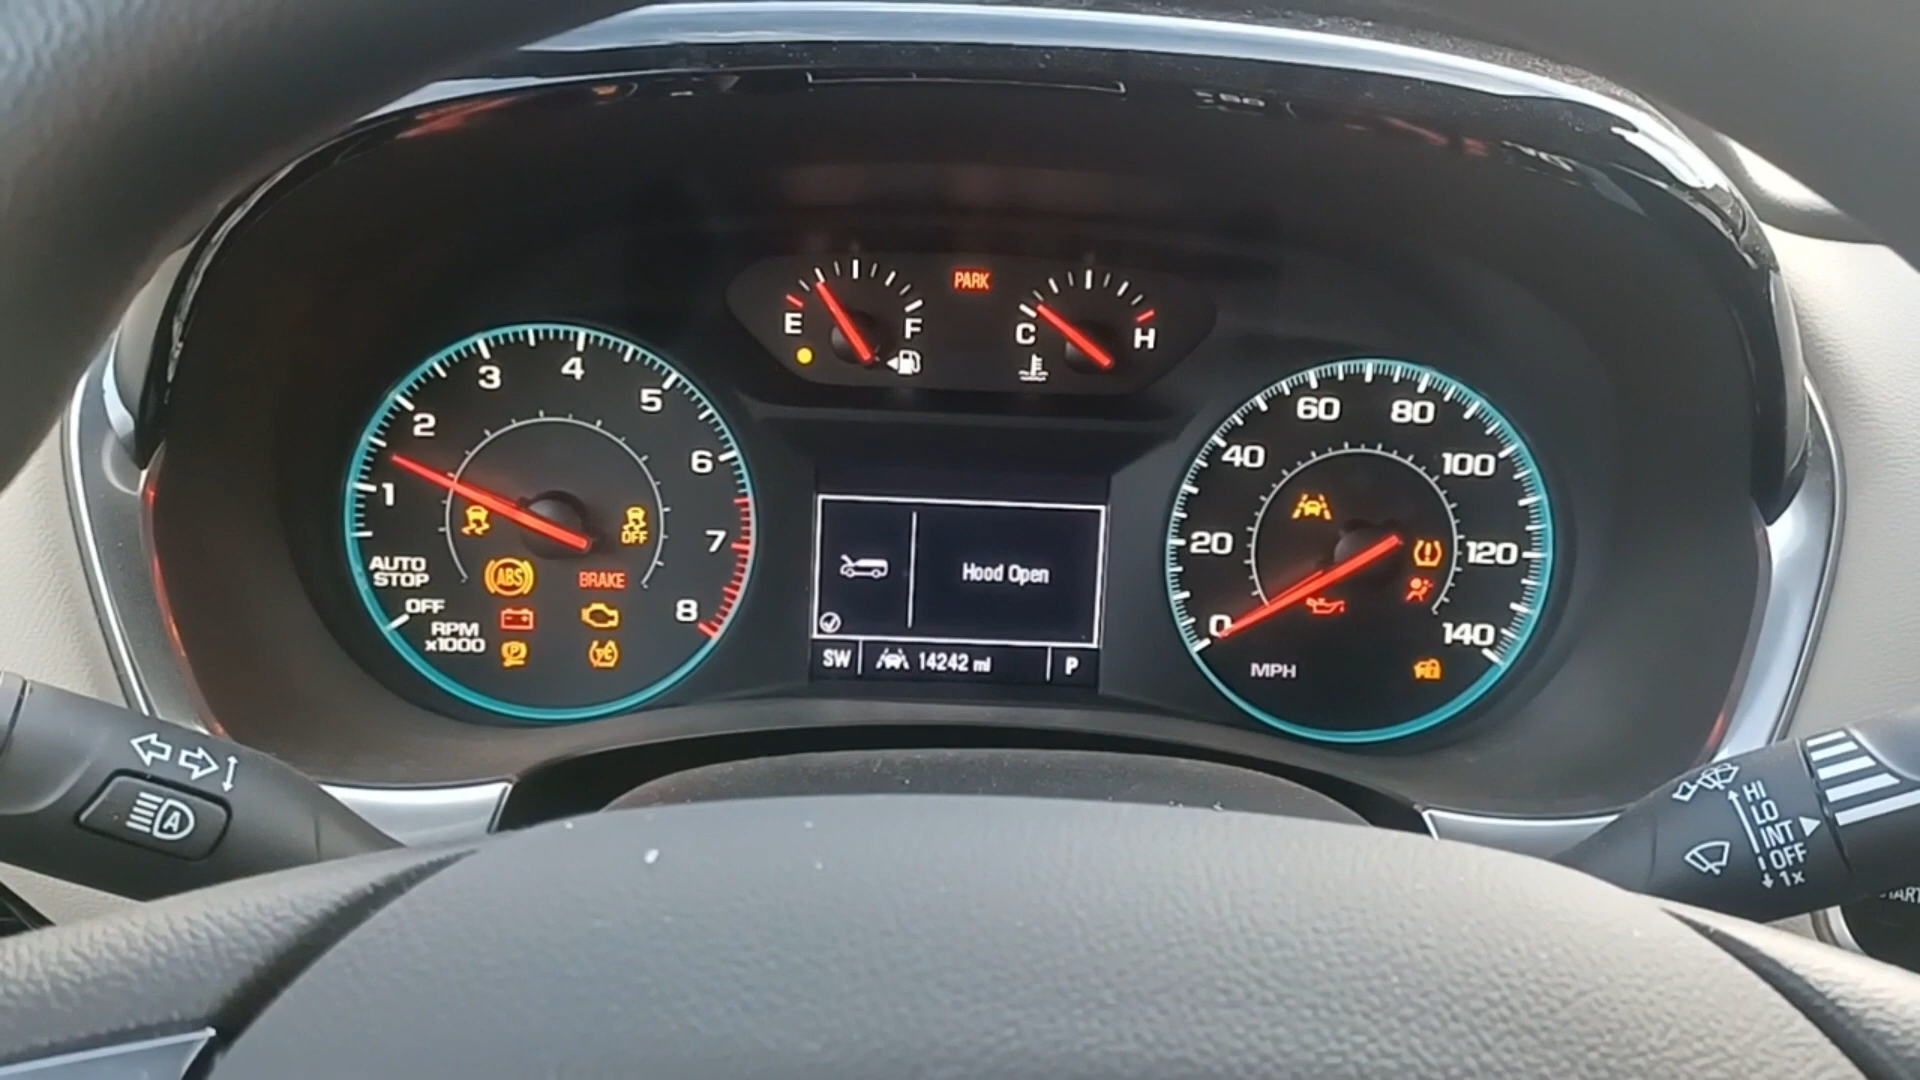 PARK
E
F
C
H
1
2
3
4
5
6
7
8
AUTO
STOP
OFF
RPM
x1000
OFF
ABS
BRAKE
P
Hood Open
SW
14242 mi
P
0
20
40
60
80
100
120
140
MPH
A
HI
LO
INT
OFF
1x